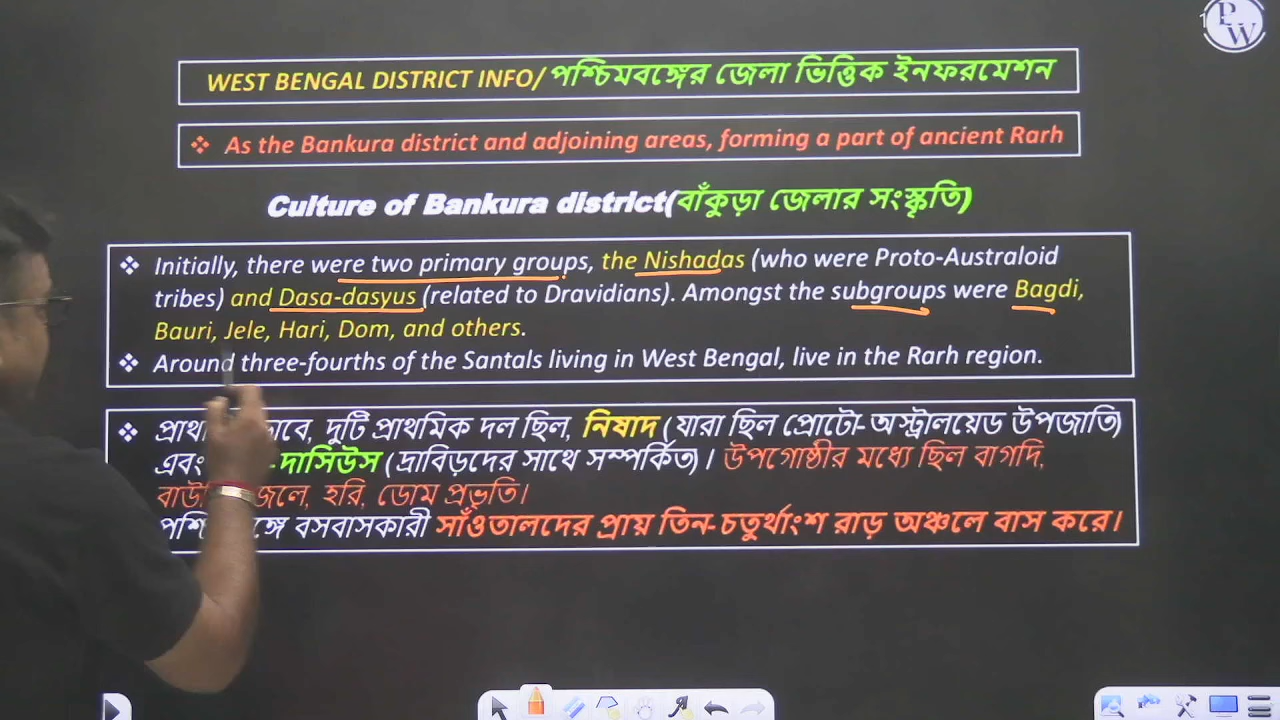 P
W
WEST BENGAL DISTRICT INFO/ পশ্চিমবঙ্গের জেলা ভিত্তিক ইনফরমেশন
❖ As the Bankura district and adjoining areas, forming a part of ancient Rarh
Culture of Bankura district(বাঁকুড়া জেলার সংস্কৃতি)
❖ Initially, there were two primary groups, the Nishadas (who were Proto-Australoid
tribes) and Dasa-dasyus (related to Dravidians). Amongst the subgroups were Bagdi,
Bauri, Jele, Hari, Dom, and others.
❖ Around three-fourths of the Santals living in West Bengal, live in the Rarh region.
❖ দুটি প্রাথমিক দল ছিল, নিষাদ (যারা ছিল প্রোটো-অস্ট্রালয়েড উপজাতি)
এবং -দাসিউস (দ্রাবিড়দের সাথে সম্পর্কিত)। উপগোষ্ঠীর মধ্যে ছিল বাগদি,
হরি, ডোম প্রভৃতি।
বসবাসকারী সাঁওতালদের প্রায় তিন-চতুর্থাংশ রাড় অঞ্চলে বাস করে।